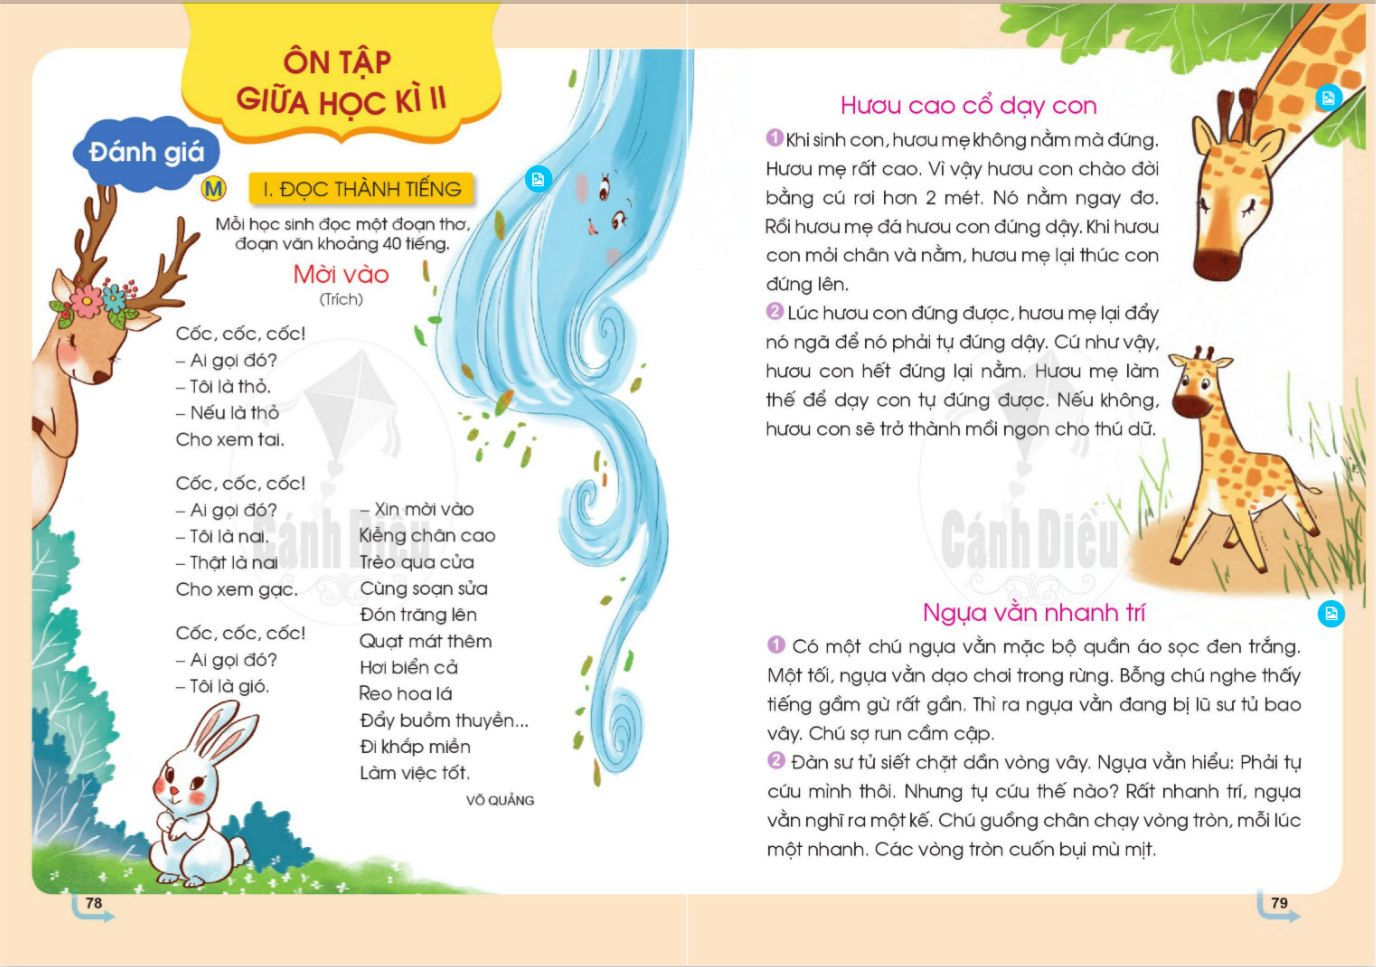 ÔN TẬP
GIỮA HỌC KÌ II
Đánh giá
M
I. ĐỌC THÀNH TIẾNG
Mỗi học sinh đọc một đoạn thơ,
đoạn văn khoảng 40 tiếng.
Mời vào
(Trích)
Cốc, cốc, cốc!
– Ai gọi đó?
– Tôi là thỏ.
– Nếu là thỏ
Cho xem tai.
Cốc, cốc, cốc!
– Ai gọi đó?
– Tôi là nai.
– Thật là nai
Cho xem gạc.
Cốc, cốc, cốc!
– Ai gọi đó?
– Tôi là gió.
– Xin mời vào
Kiễng chân cao
Trèo qua cửa
Cùng soạn sửa
Đón trăng lên
Quạt mát thêm
Hơi biển cả
Reo hoa lá
Đẩy buồm thuyền...
Đi khắp miền
Làm việc tốt.
VÕ QUẢNG
Cánh Diều
78
Hươu cao cổ dạy con
1 Khi sinh con, hươu mẹ không nằm mà đứng.
Hươu mẹ rất cao. Vì vậy hươu con chào đời
bằng cú rơi hơn 2 mét. Nó nằm ngay đơ.
Rồi hươu mẹ đá hươu con đúng dậy. Khi hươu
con mỏi chân và nằm, hươu mẹ lại thúc con
đứng lên.
2 Lúc hươu con đứng được, hươu mẹ lại đẩy
nó ngã để nó phải tự đứng dậy. Cứ như vậy,
hươu con hết đứng lại nằm. Hươu mẹ làm
thế để dạy con tự đứng được. Nếu không,
hươu con sẽ trở thành mồi ngon cho thú dữ.
Cánh Diều
Ngựa vằn nhanh trí
1 Có một chú ngựa vằn mặc bộ quần áo sọc đen trắng.
Một tối, ngựa vằn dạo chơi trong rừng. Bỗng chú nghe thấy
tiếng gầm gừ rất gần. Thì ra ngựa vằn đang bị lũ sư tử bao
vây. Chú sợ run cầm cập.
2 Đàn sư tử siết chặt dần vòng vây. Ngựa vằn hiểu: Phải tự
cứu mình thôi. Nhưng tự cứu thế nào? Rất nhanh trí, ngựa
vằn nghĩ ra một kế. Chú guồng chân chạy vòng tròn, mỗi lúc
một nhanh. Các vòng tròn cuốn bụi mù mịt.
79